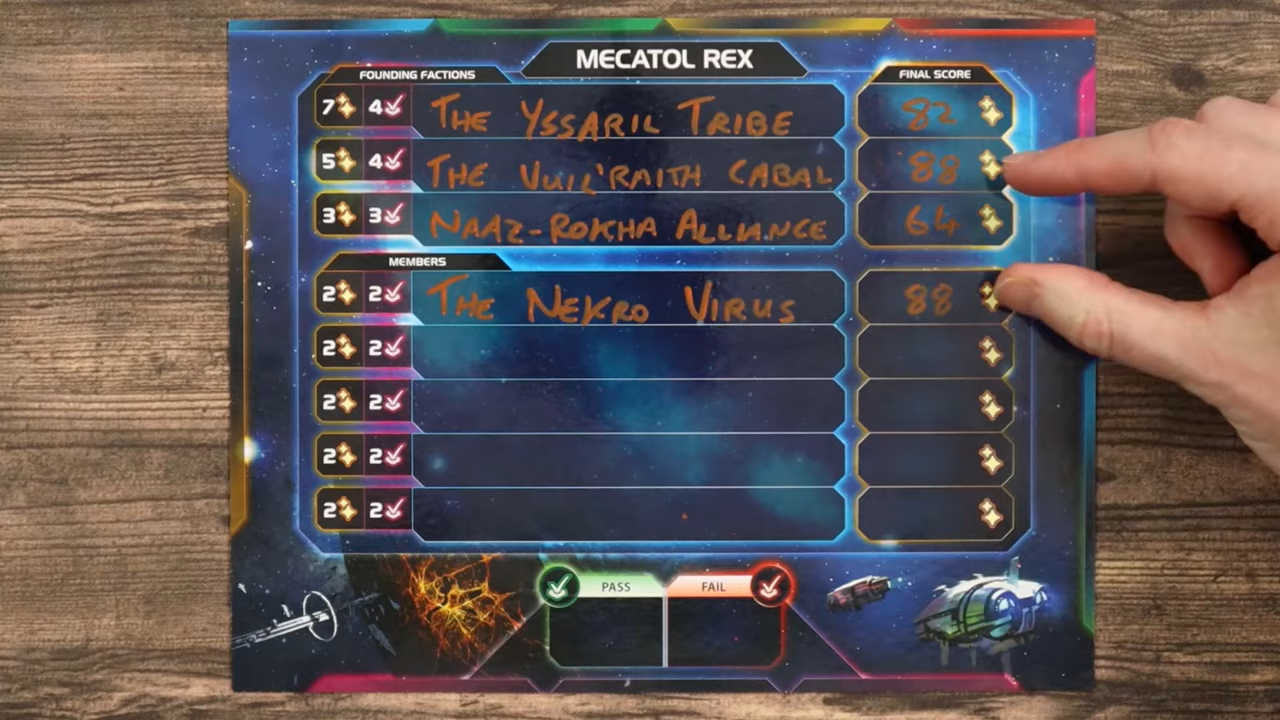 MECATOL REX
FOUNDING FACTIONS FINAL SCORE
7 4 THE YSSARIL TRIBE 82
5 4 THE VUIL'RAITH CABAL 88
3 3 NAAZ-ROKHA ALLIANCE 64
MEMBERS
2 2 THE NEKRO VIRUS 88
2 2
2 2
2 2
2 2
PASS FAIL